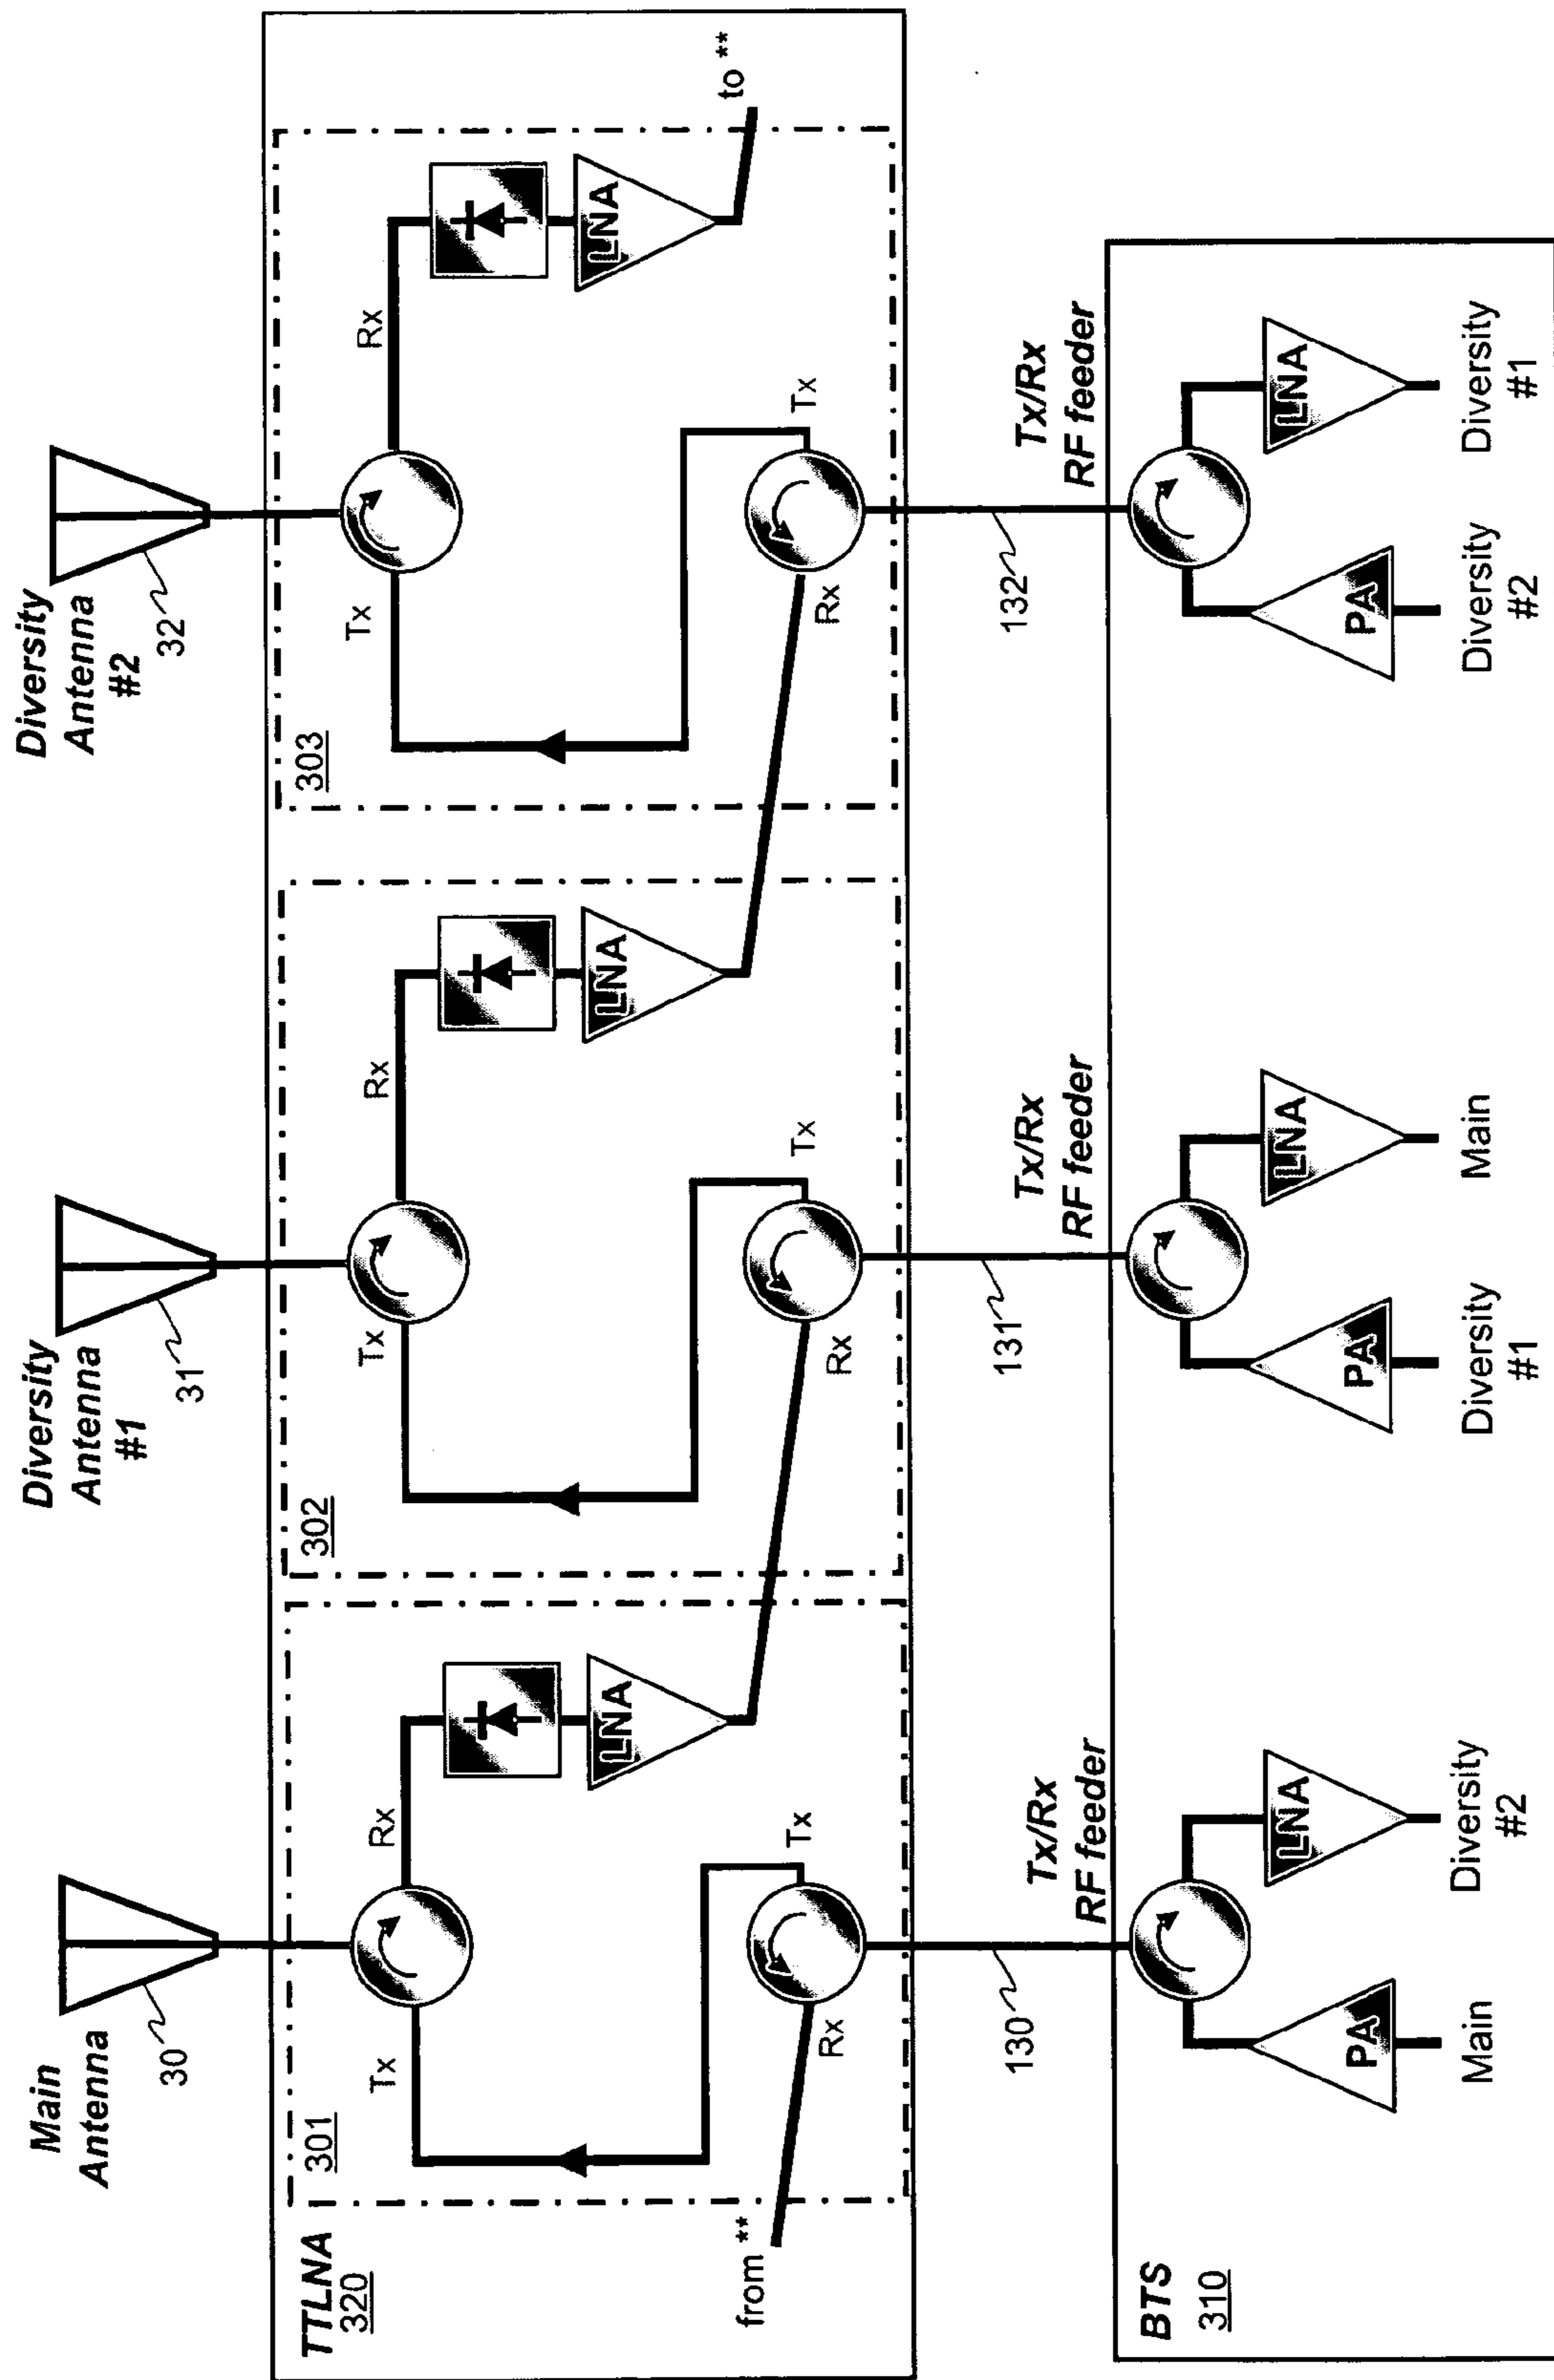 Main
Antenna
30
Diversity
Antenna
#1
31
Diversity
Antenna
#2
32
TTLNA
320
301
Tx
Rx
LNA
from **
Rx
Tx
302
Tx
Rx
LNA
Rx
Tx
303
Tx
Rx
LNA
Rx
Tx
to **
130
Tx/Rx
RF feeder
131
Tx/Rx
RF feeder
132
Tx/Rx
RF feeder
BTS
310
PA
LNA
Main
Diversity
#2
PA
LNA
Diversity
#1
Main
PA
LNA
Diversity
#2
Diversity
#1